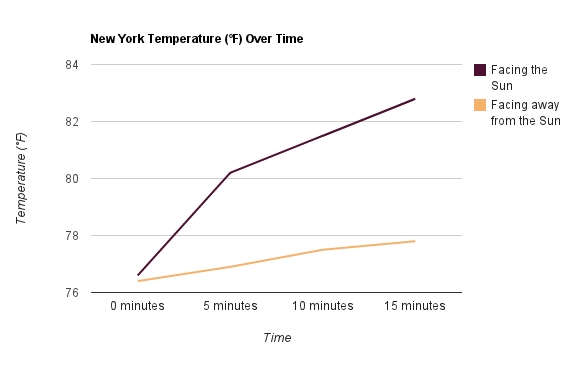 New York Temperature (°F) Over Time
84
82
80
78
76
Temperature (°F)
0 minutes
5 minutes
10 minutes
15 minutes
Time
Facing the
Sun
Facing away
from the Sun